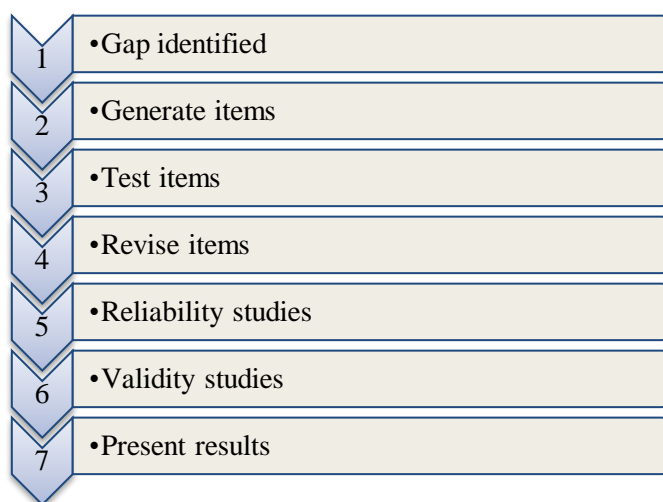 1 •Gap identified
2 •Generate items
3 •Test items
4 •Revise items
5 •Reliability studies
6 •Validity studies
7 •Present results